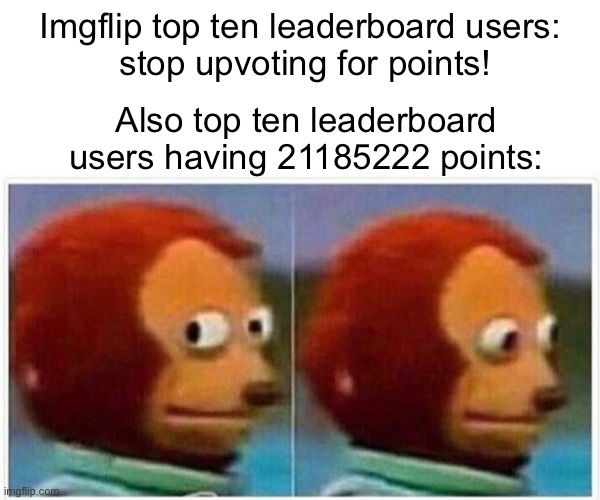 Imgflip top ten leaderboard users:
stop upvoting for points!
Also top ten leaderboard
users having 21185222 points:
imgflip.com